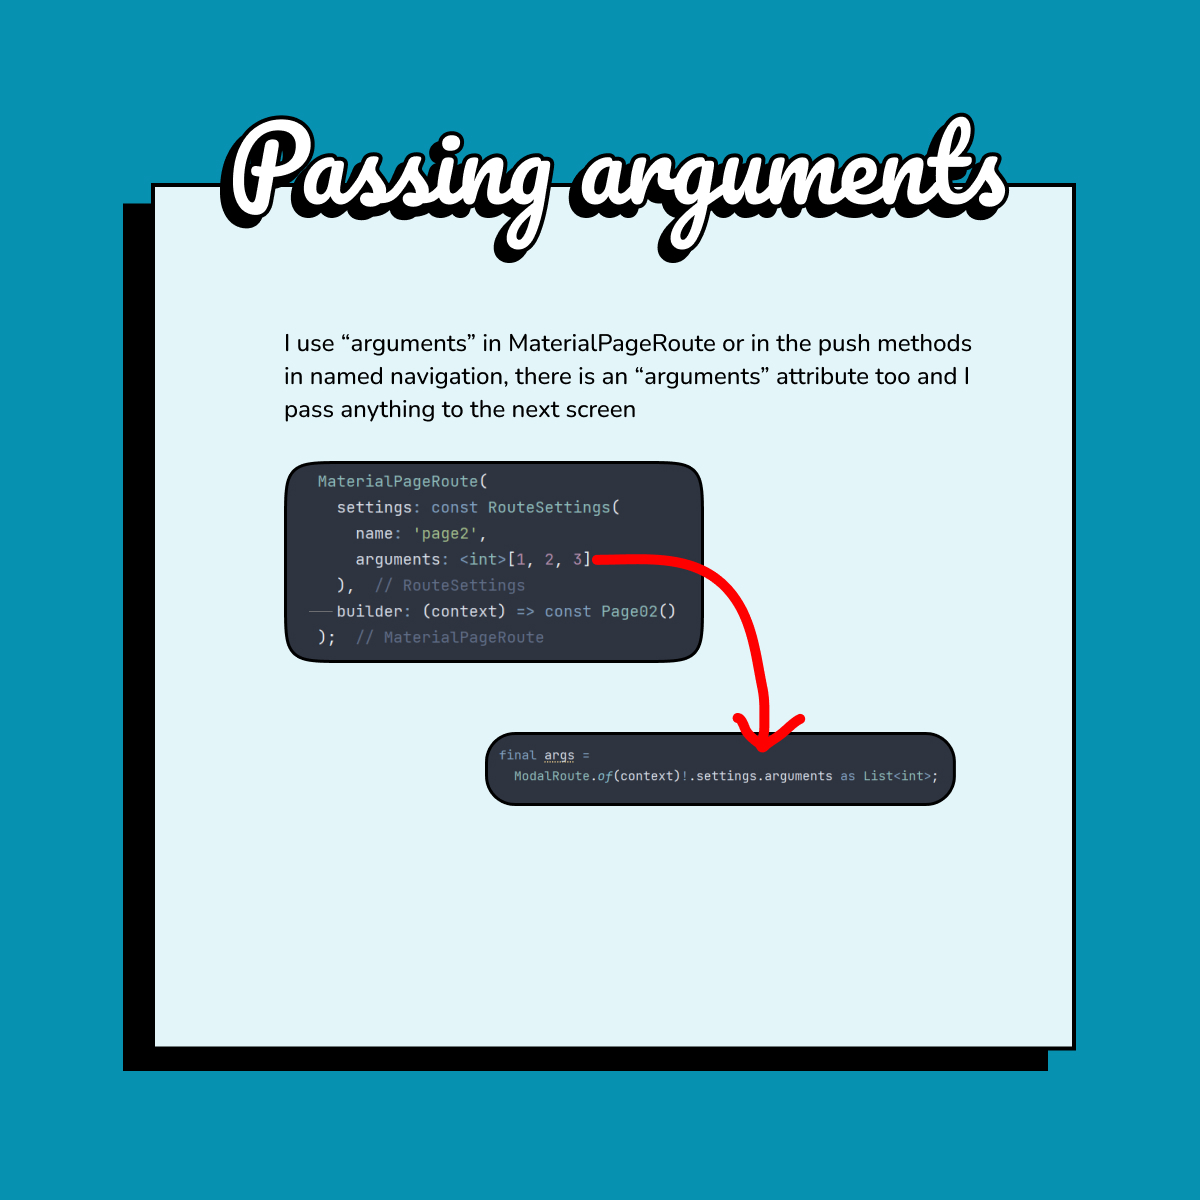 Passing arguments
I use “arguments” in MaterialPageRoute or in the push methods
in named navigation, there is an “arguments” attribute too and I
pass anything to the next screen
MaterialPageRoute(
  settings: const RouteSettings(
    name: 'page2',
    arguments: <int>[1, 2, 3]
  ),  // RouteSettings
  builder: (context) => const Page02()
);  // MaterialPageRoute
final args =
  ModalRoute.of(context)!.settings.arguments as List<int>;